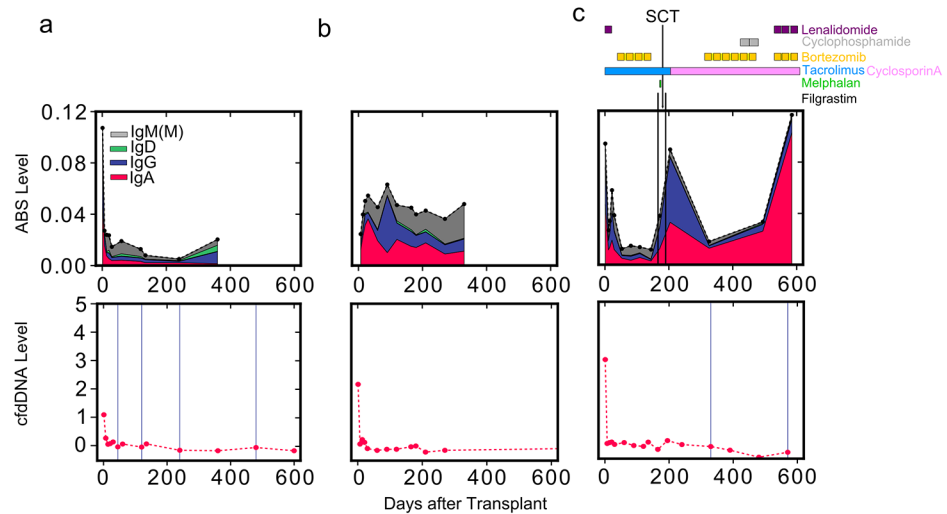 a
b
c
SCT
Lenalidomide
Cyclophosphamide
Bortezomib
Tacrolimus CyclosporinA
Melphalan
Filgrastim
0.12
0.08
0.04
0.00
ABS Level
IgM(M)
IgD
IgG
IgA
0 200 400 600
0 200 400 600
0 200 400 600
5
4
3
2
1
0
cfdDNA Level
0 200 400 600
0 200 400 600
0 200 400 600
Days after Transplant